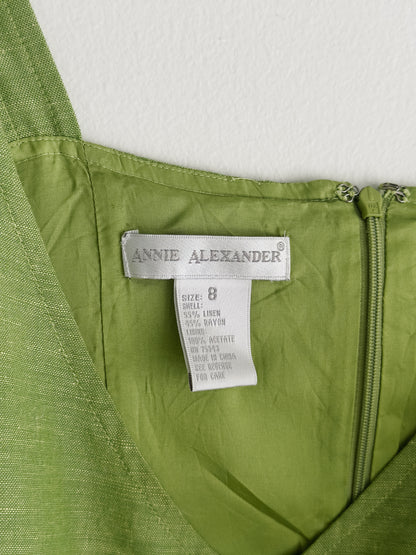 ANNIE ALEXANDER®
SIZE: 8
SHELL:
55% LINEN
45% RAYON
LINING:
100% ACETATE
RN 75143
MADE IN CHINA
SEE REVERSE
FOR CARE